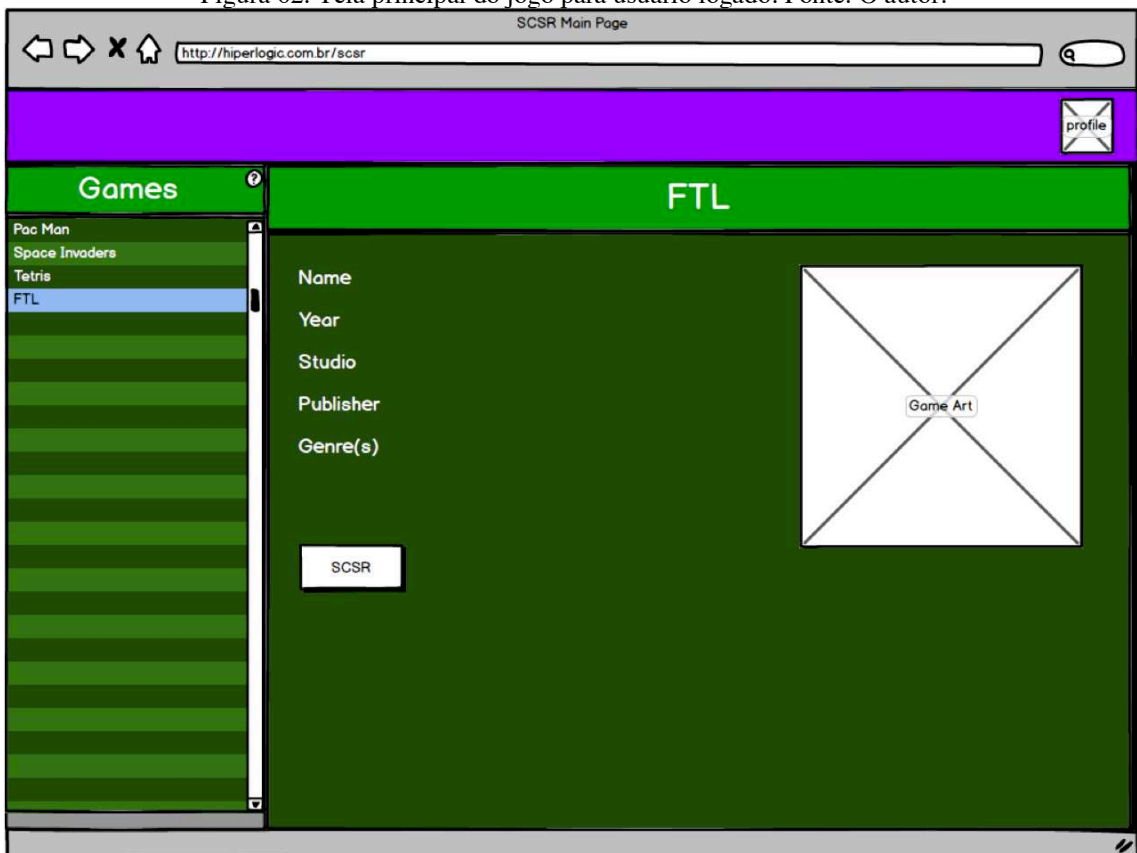 Figura 62: Tela principal do jogo para usuário logado. Fonte: O autor.
SCSR Main Page
http://hiperlogic.com.br/scsr
profile
Games
?
FTL
Pac Man
Space Invaders
Tetris
FTL
Name
Year
Studio
Publisher
Genre(s)
Game Art
SCSR